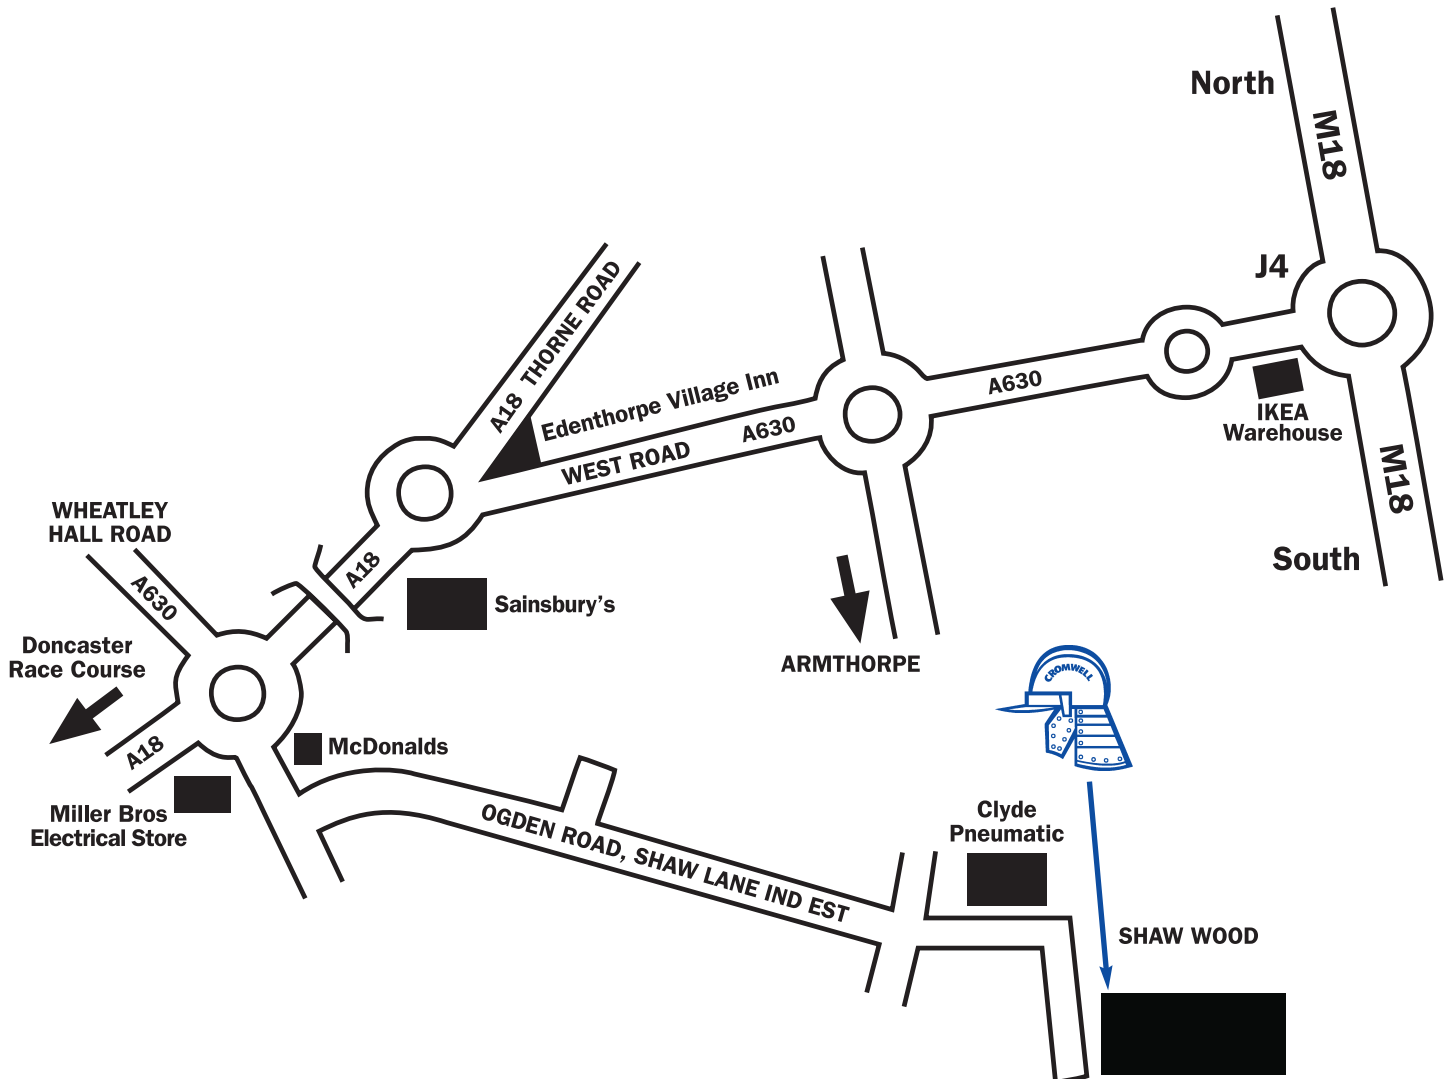 North
M18
J4
A18 THORNE ROAD
Edenthorpe Village Inn
A630
IKEA
Warehouse
WEST ROAD
A630
M18
South
WHEATLEY
HALL ROAD
A630
A18
Sainsbury's
Doncaster
Race Course
ARMTHORPE
CROMWELL
A18
McDonalds
Miller Bros
Electrical Store
OGDEN ROAD, SHAW LANE IND EST
Clyde
Pneumatic
SHAW WOOD